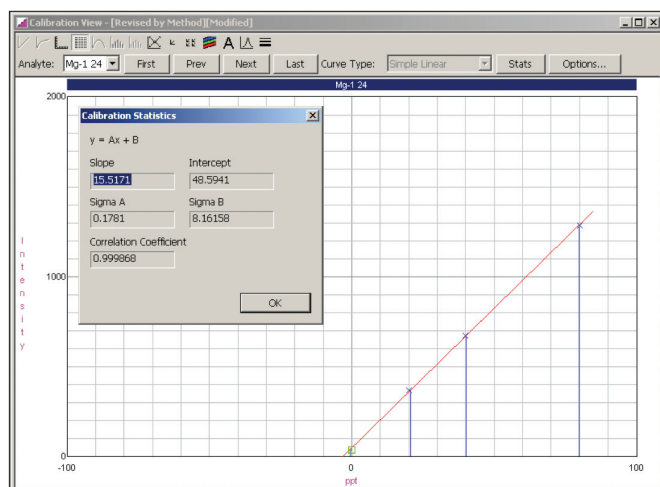 Calibration View - [Revised by Method][Modified]
A
Analyte: Mg-1 24 First Prev Next Last Curve Type: Simple Linear Stats Options...
Mg-1 24
2000
Calibration Statistics
y = Ax + B
Slope Intercept
15.5171 48.5941
Sigma A Sigma B
0.1781 8.16158
Correlation Coefficient
0.999868
OK
Intensity
1000
0
-100 0 100
ppt